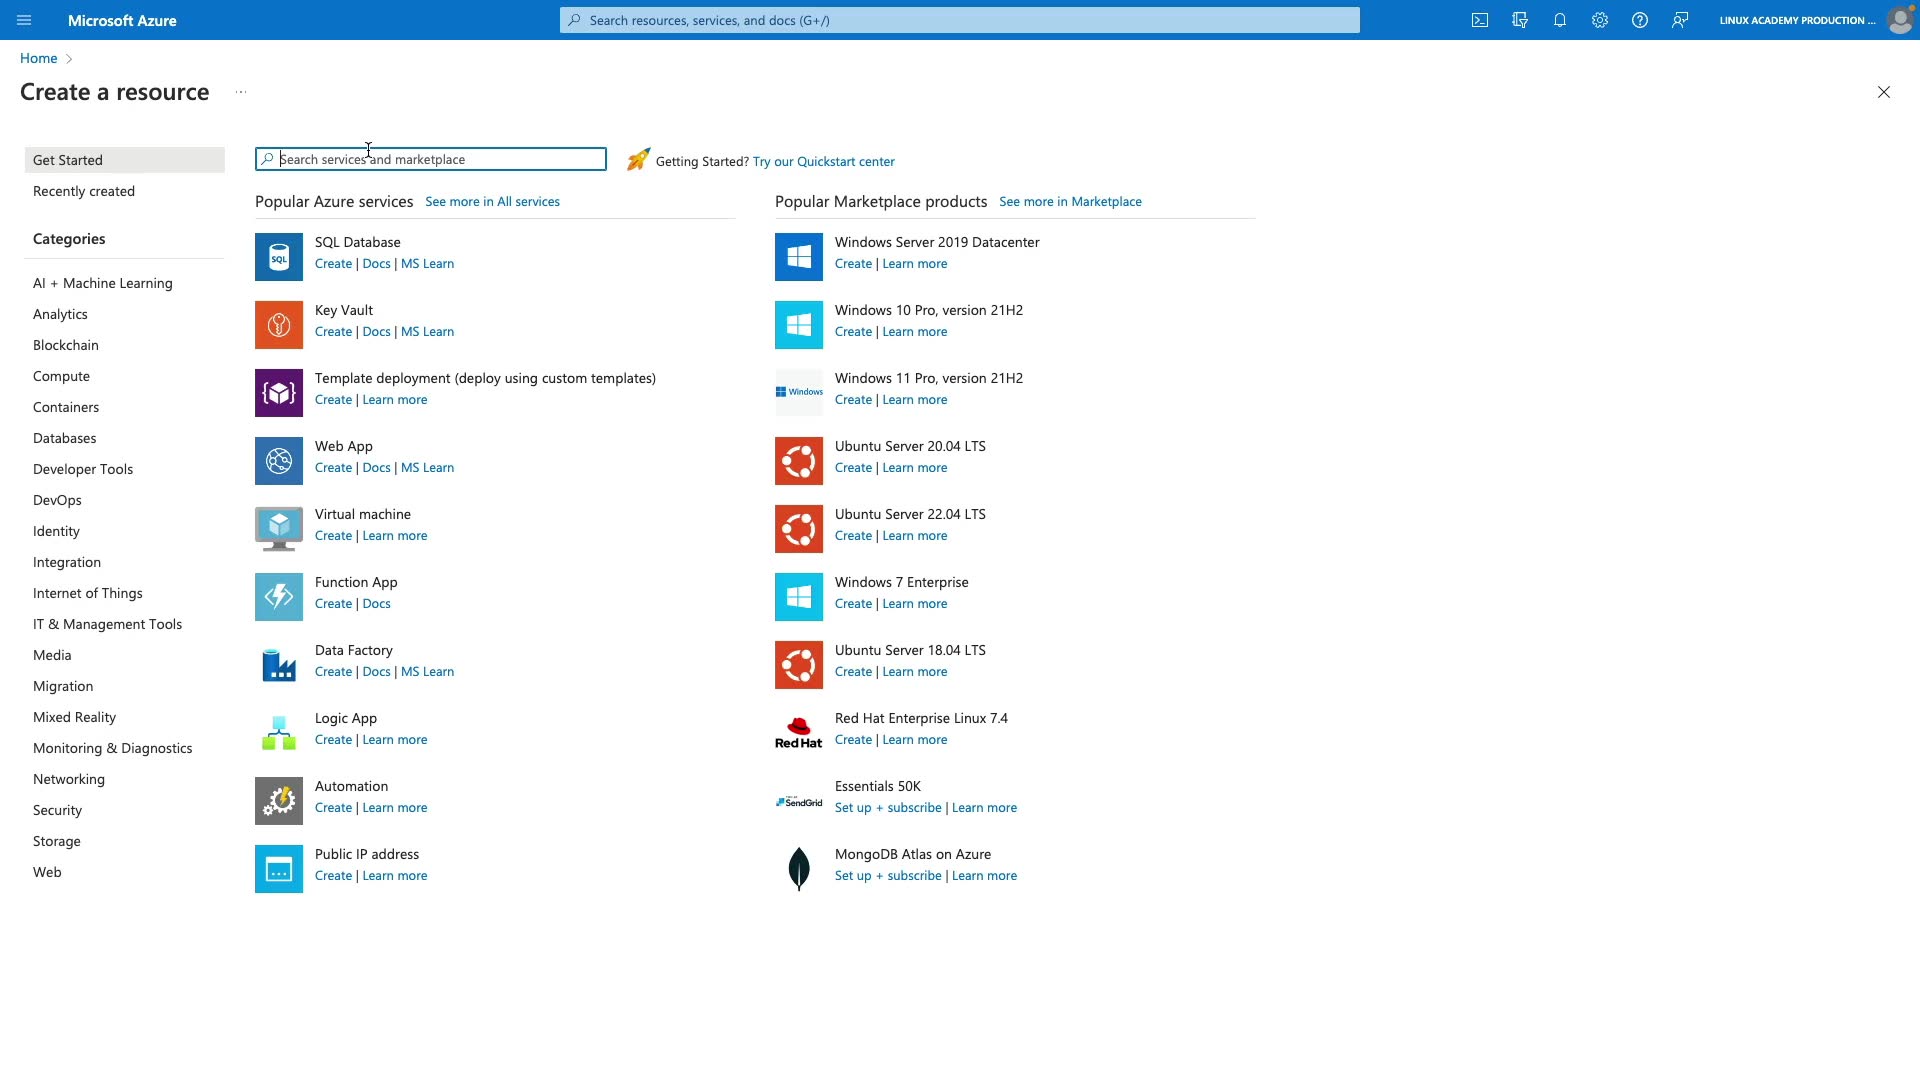 Microsoft Azure
Search resources, services, and docs (G+/)
LINUX ACADEMY PRODUCTION ...
Home
Create a resource
...
Get Started
Recently created
Categories
AI + Machine Learning
Analytics
Blockchain
Compute
Containers
Databases
Developer Tools
DevOps
Identity
Integration
Internet of Things
IT & Management Tools
Media
Migration
Mixed Reality
Monitoring & Diagnostics
Networking
Security
Storage
Web
Search services and marketplace
Getting Started? Try our Quickstart center
Popular Azure services See more in All services
SQL
SQL Database
Create | Docs | MS Learn
Key Vault
Create | Docs | MS Learn
Template deployment (deploy using custom templates)
Create | Learn more
Web App
Create | Docs | MS Learn
Virtual machine
Create | Learn more
Function App
Create | Docs
Data Factory
Create | Docs | MS Learn
Logic App
Create | Learn more
Automation
Create | Learn more
Public IP address
Create | Learn more
Popular Marketplace products See more in Marketplace
Windows Server 2019 Datacenter
Create | Learn more
Windows 10 Pro, version 21H2
Create | Learn more
Windows
Windows 11 Pro, version 21H2
Create | Learn more
Ubuntu Server 20.04 LTS
Create | Learn more
Ubuntu Server 22.04 LTS
Create | Learn more
Windows 7 Enterprise
Create | Learn more
Ubuntu Server 18.04 LTS
Create | Learn more
Red Hat
Red Hat Enterprise Linux 7.4
Create | Learn more
SendGrid
Essentials 50K
Set up + subscribe | Learn more
MongoDB Atlas on Azure
Set up + subscribe | Learn more